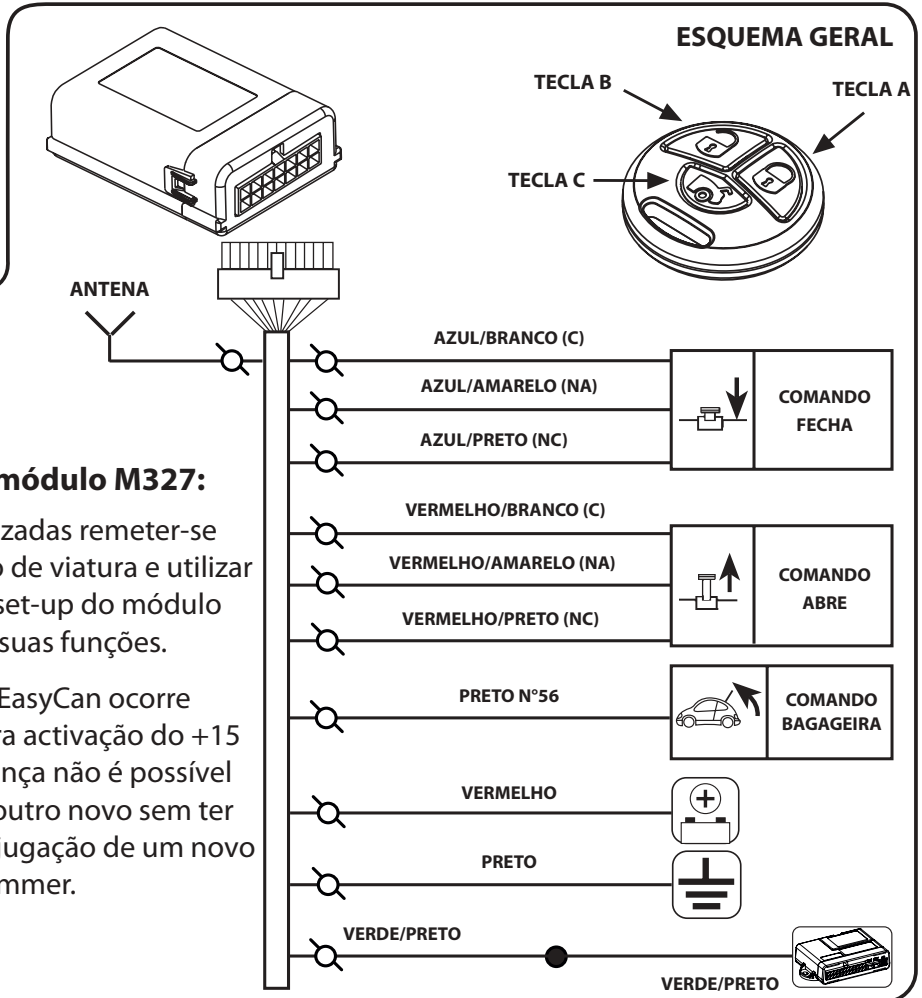 ESQUEMA GERAL
TECLA B
TECLA A
TECLA C
ANTENA
AZUL/BRANCO (C)
AZUL/AMARELO (NA)
AZUL/PRETO (NC)
COMANDO
FECHA
módulo M327:
zadas remeter-se
o de viatura e utilizar
set-up do módulo
suas funções.
EasyCan ocorre
ra activação do +15
nça não é possível
outro novo sem ter
jugação de um novo
mmer.
VERMELHO/BRANCO (C)
VERMELHO/AMARELO (NA)
VERMELHO/PRETO (NC)
COMANDO
ABRE
PRETO N°56
COMANDO
BAGAGEIRA
VERMELHO
PRETO
VERDE/PRETO
VERDE/PRETO